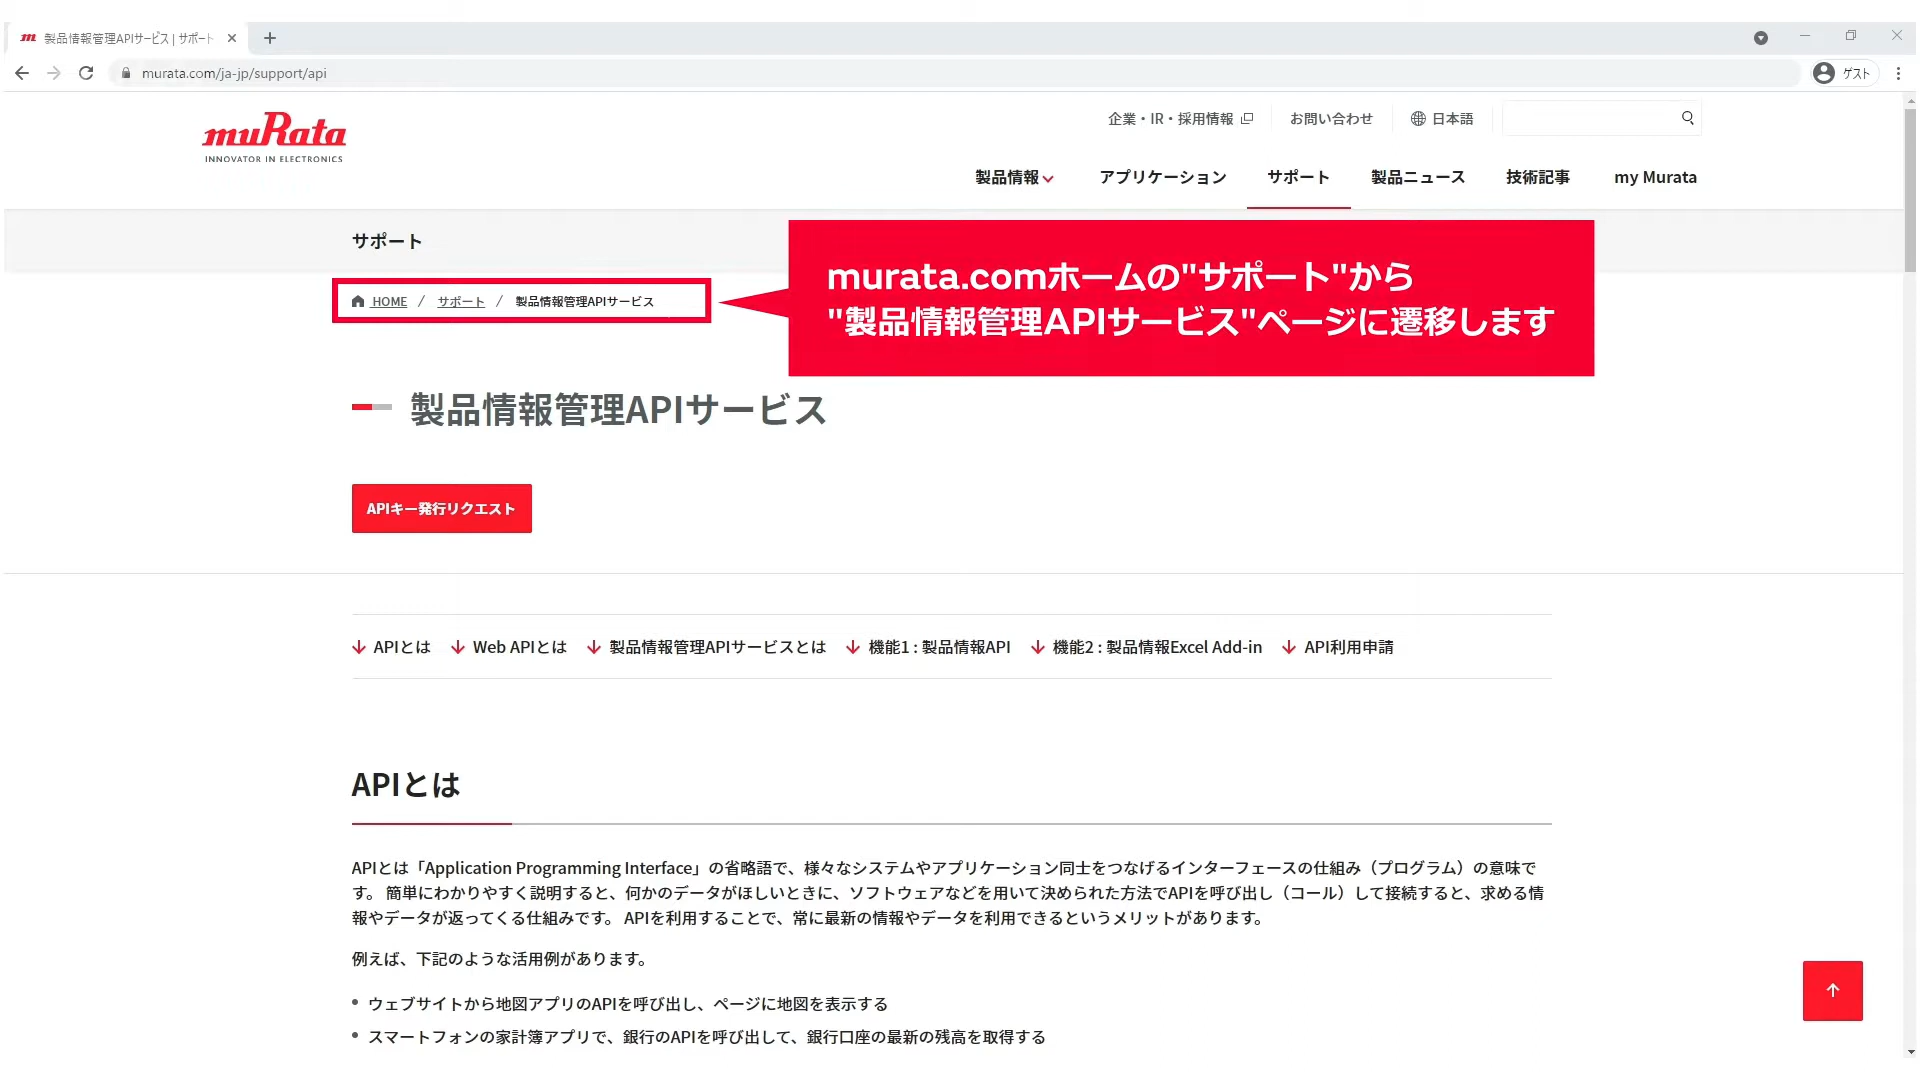 製品情報管理APIサービス | サポート
murata.com/ja-jp/support/api
ゲスト
muRata
INNOVATOR IN ELECTRONICS
企業・IR・採用情報
お問い合わせ
日本語
製品情報
アプリケーション
サポート
製品ニュース
技術記事
my Murata
サポート
HOME / サポート / 製品情報管理APIサービス
murata.comホームの"サポート"から
"製品情報管理APIサービス"ページに遷移します
製品情報管理APIサービス
APIキー発行リクエスト
APIとは
Web APIとは
製品情報管理APIサービスとは
機能1 : 製品情報API
機能2 : 製品情報Excel Add-in
API利用申請
APIとは
APIとは「Application Programming Interface」の省略語で、様々なシステムやアプリケーション同士をつなげるインターフェースの仕組み（プログラム）の意味で
す。 簡単にわかりやすく説明すると、何かのデータがほしいときに、ソフトウェアなどを用いて決められた方法でAPIを呼び出し（コール）して接続すると、求める情
報やデータが返ってくる仕組みです。 APIを利用することで、常に最新の情報やデータを利用できるというメリットがあります。
例えば、下記のような活用例があります。
• ウェブサイトから地図アプリのAPIを呼び出し、ページに地図を表示する
• スマートフォンの家計簿アプリで、銀行のAPIを呼び出して、銀行口座の最新の残高を取得する